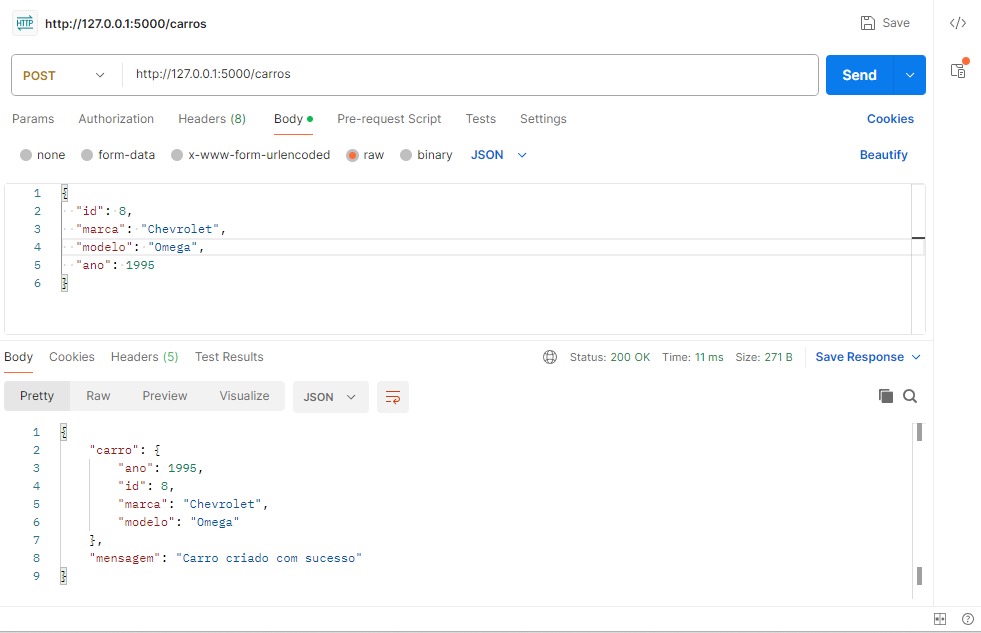 HTTP http://127.0.0.1:5000/carros Save
POST http://127.0.0.1:5000/carros Send
Params Authorization Headers (8) Body Pre-request Script Tests Settings Cookies
none form-data x-www-form-urlencoded raw binary JSON Beautify
1 {
2 "id": 8,
3 "marca": "Chevrolet",
4 "modelo": "Omega",
5 "ano": 1995
6 }
Body Cookies Headers (5) Test Results Status: 200 OK Time: 11 ms Size: 271 B Save Response
Pretty Raw Preview Visualize JSON
1 {
2 "carro": {
3 "ano": 1995,
4 "id": 8,
5 "marca": "Chevrolet",
6 "modelo": "Omega"
7 },
8 "mensagem": "Carro criado com sucesso"
9 }